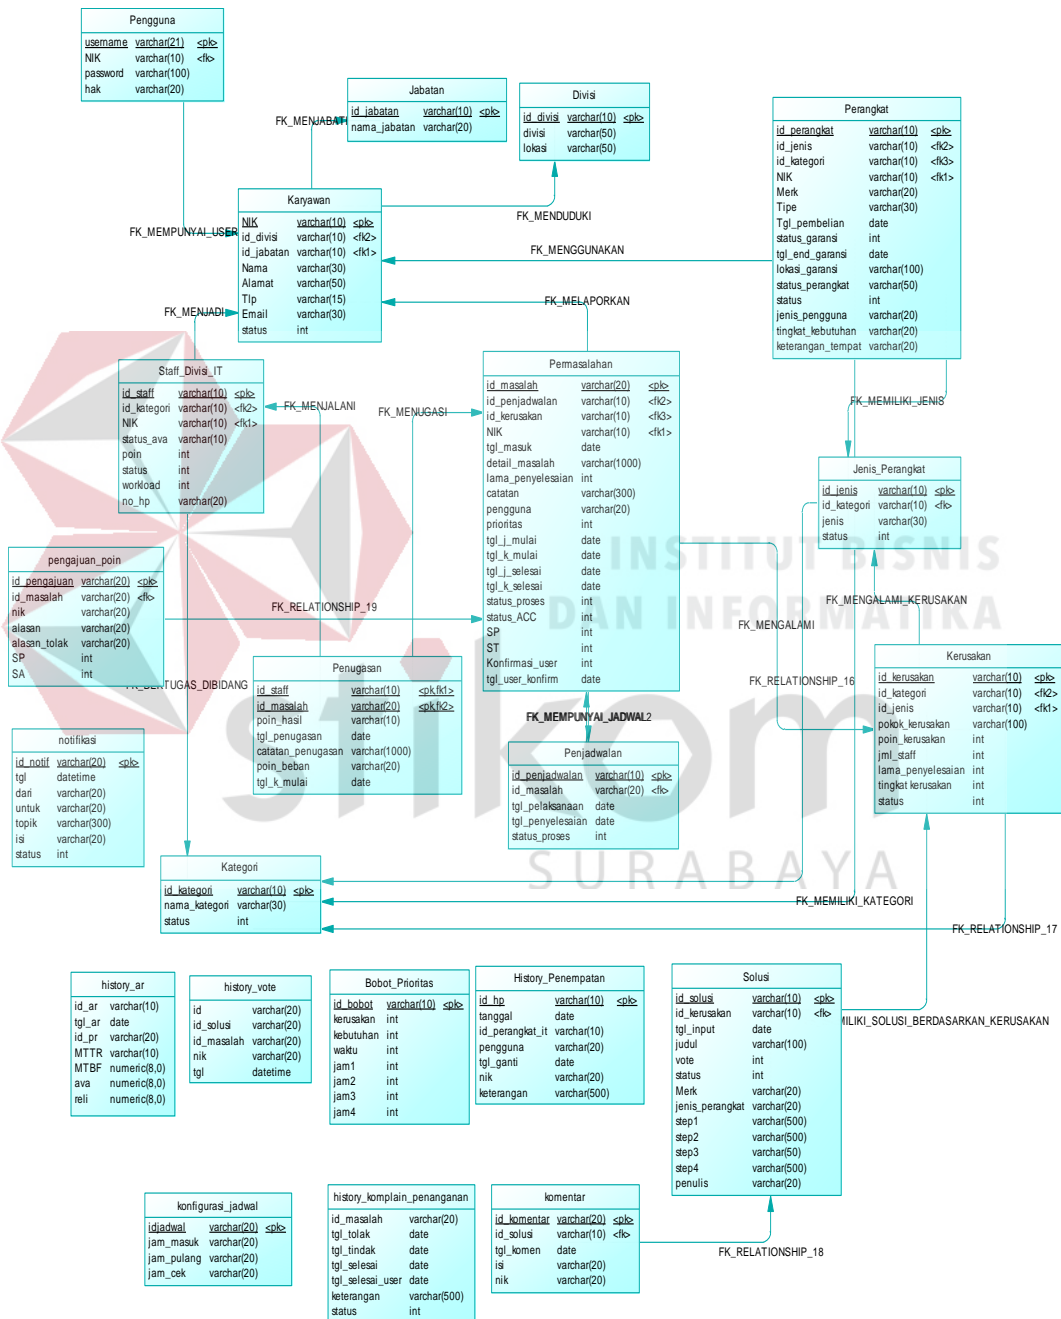 Pengguna
username varchar(21) <pk>
NIK varchar(10) <fk>
password varchar(100)
hak varchar(20)
Jabatan
id_jabatan varchar(10) <pk>
nama_jabatan varchar(20)
Divisi
id_divisi varchar(10) <pk>
divisi varchar(50)
lokasi varchar(50)
Perangkat
id_perangkat varchar(10) <pk>
id_jenis varchar(10) <fk2>
id_kategori varchar(10) <fk3>
NIK varchar(10) <fk1>
Merk varchar(20)
Tipe varchar(30)
Tgl_pembelian date
status_garansi int
tgl_end_garansi date
lokasi_garansi varchar(100)
status_perangkat varchar(50)
status int
jenis_pengguna varchar(20)
tingkat_kebutuhan varchar(20)
keterangan_tempat varchar(20)
FK_MENJABATI
FK_MENDUDUKI
FK_MEMPUNYAI_USER
FK_MENGGUNAKAN
Karyawan
NIK varchar(10) <pk>
id_divisi varchar(10) <fk2>
id_jabatan varchar(10) <fk1>
Nama varchar(30)
Alamat varchar(50)
Tlp varchar(15)
Email varchar(30)
status int
FK_MENJADI
FK_MELAPORKAN
Staff_Divisi_IT
id_staff varchar(10) <pk>
id_kategori varchar(10) <fk2>
NIK varchar(10) <fk1>
status_ava varchar(10)
poin int
status int
workload int
no_hp varchar(20)
FK_MENJALANI
FK_MENUGASI
Permasalahan
id_masalah varchar(20) <pk>
id_penjadwalan varchar(10) <fk2>
id_kerusakan varchar(10) <fk3>
NIK varchar(10) <fk1>
tgl_masuk date
detail_masalah varchar(1000)
lama_penyelesaian int
catatan varchar(300)
pengguna varchar(20)
prioritas int
tgl_j_mulai date
tgl_k_mulai date
tgl_j_selesai date
tgl_k_selesai date
status_proses int
status_ACC int
SP int
ST int
Konfirmasi_user int
tgl_user_konfirm date
FK_MEMILIKI_JENIS
Jenis_Perangkat
id_jenis varchar(10) <pk>
id_kategori varchar(10) <fk>
jenis varchar(30)
status int
INSTITUT BISNIS
DAN INFORMATIKA
pengajuan_poin
id_pengajuan varchar(20) <pk>
id_masalah varchar(20) <fk>
nik varchar(20)
alasan varchar(20)
alasan_tolak varchar(20)
SP int
SA int
FK_RELATIONSHIP_19
FK_MENGALAMI_KERUSAKAN
FK_MENGALAMI
FK_RELATIONSHIP_16
FK_BERTUGAS_DIBIDANG
Penugasan
id_staff varchar(10) <pk,fk1>
id_masalah varchar(20) <pk,fk2>
poin_hasil varchar(10)
tgl_penugasan date
catatan_penugasan varchar(1000)
poin_beban varchar(20)
tgl_k_mulai date
Kerusakan
id_kerusakan varchar(10) <pk>
id_kategori varchar(10) <fk2>
id_jenis varchar(10) <fk1>
pokok_kerusakan varchar(100)
poin_kerusakan int
jml_staff int
lama_penyelesaian int
tingkat kerusakan int
status int
notifikasi
id_notif varchar(20) <pk>
tgl datetime
dari varchar(20)
untuk varchar(20)
topik varchar(300)
isi varchar(20)
status int
FK_MEMPUNYAI_JADWAL2
Penjadwalan
id_penjadwalan varchar(10) <pk>
id_masalah varchar(20) <fk>
tgl_pelaksanaan date
tgl_penyelesaian date
status_proses int
stikom
SURABAYA
Kategori
id_kategori varchar(10) <pk>
nama_kategori varchar(30)
status int
FK_MEMILIKI_KATEGORI
FK_RELATIONSHIP_17
history_ar
id_ar varchar(10)
tgl_ar date
id_pr varchar(20)
MTTR varchar(10)
MTBF numeric(8,0)
ava numeric(8,0)
reli numeric(8,0)
history_vote
id varchar(20)
id_solusi varchar(20)
id_masalah varchar(20)
nik varchar(20)
tgl datetime
Bobot_Prioritas
id_bobot varchar(10) <pk>
kerusakan int
kebutuhan int
waktu int
jam1 int
jam2 int
jam3 int
jam4 int
History_Penempatan
id_hp varchar(10) <pk>
tanggal date
id_perangkat_it varchar(10)
pengguna varchar(20)
tgl_ganti date
nik varchar(20)
keterangan varchar(500)
Solusi
id_solusi varchar(10) <pk>
id_kerusakan varchar(10) <fk>
tgl_input date
judul varchar(100)
vote int
status int
Merk varchar(20)
jenis_perangkat varchar(20)
step1 varchar(500)
step2 varchar(500)
step3 varchar(50)
step4 varchar(500)
penulis varchar(20)
MILIKI_SOLUSI_BERDASARKAN_KERUSAKAN
konfigurasi_jadwal
idjadwal varchar(20) <pk>
jam_masuk varchar(20)
jam_pulang varchar(20)
jam_cek varchar(20)
history_komplain_penanganan
id_masalah varchar(20)
tgl_tolak date
tgl_tindak date
tgl_selesai date
tgl_selesai_user date
keterangan varchar(500)
status int
komentar
id_komentar varchar(20) <pk>
id_solusi varchar(10) <fk>
tgl_komen date
isi varchar(20)
nik varchar(20)
FK_RELATIONSHIP_18